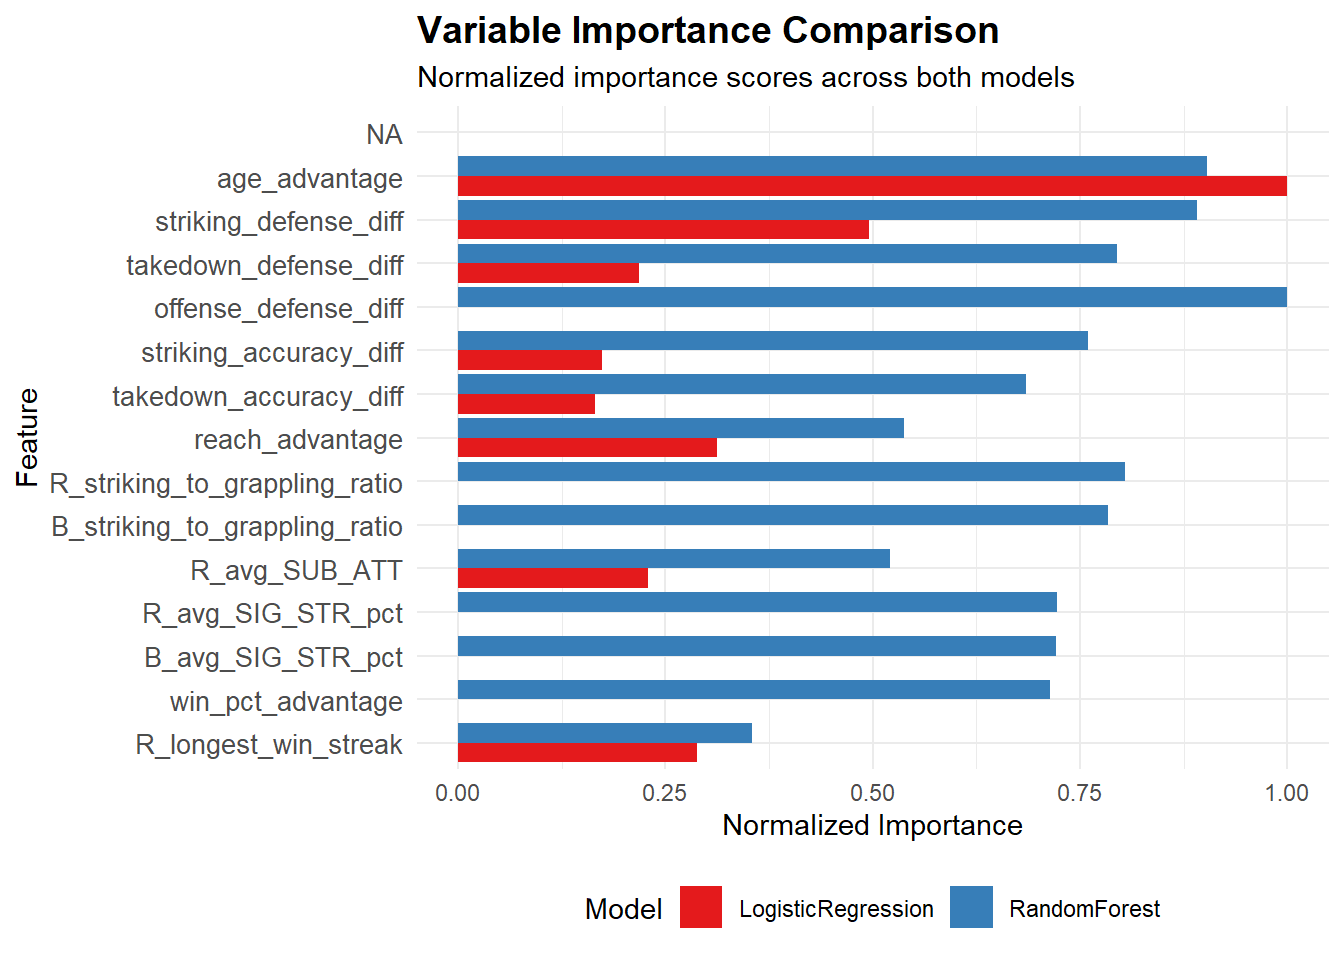 Variable Importance Comparison
Normalized importance scores across both models
NA
age_advantage
striking_defense_diff
takedown_defense_diff
offense_defense_diff
striking_accuracy_diff
takedown_accuracy_diff
reach_advantage
R_striking_to_grappling_ratio
B_striking_to_grappling_ratio
R_avg_SUB_ATT
R_avg_SIG_STR_pct
B_avg_SIG_STR_pct
win_pct_advantage
R_longest_win_streak
Feature
0.00 0.25 0.50 0.75 1.00
Normalized Importance
Model LogisticRegression RandomForest